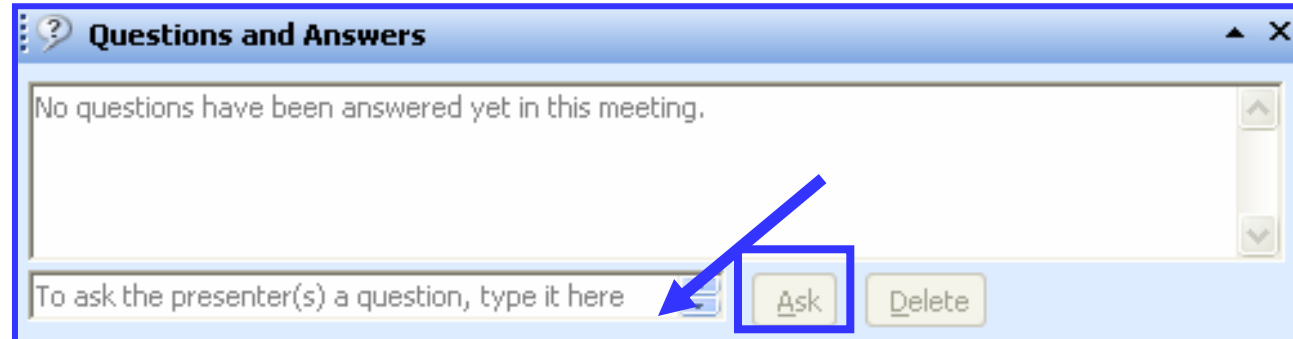 Questions and Answers
No questions have been answered yet in this meeting.
To ask the presenter(s) a question, type it here
Ask Delete